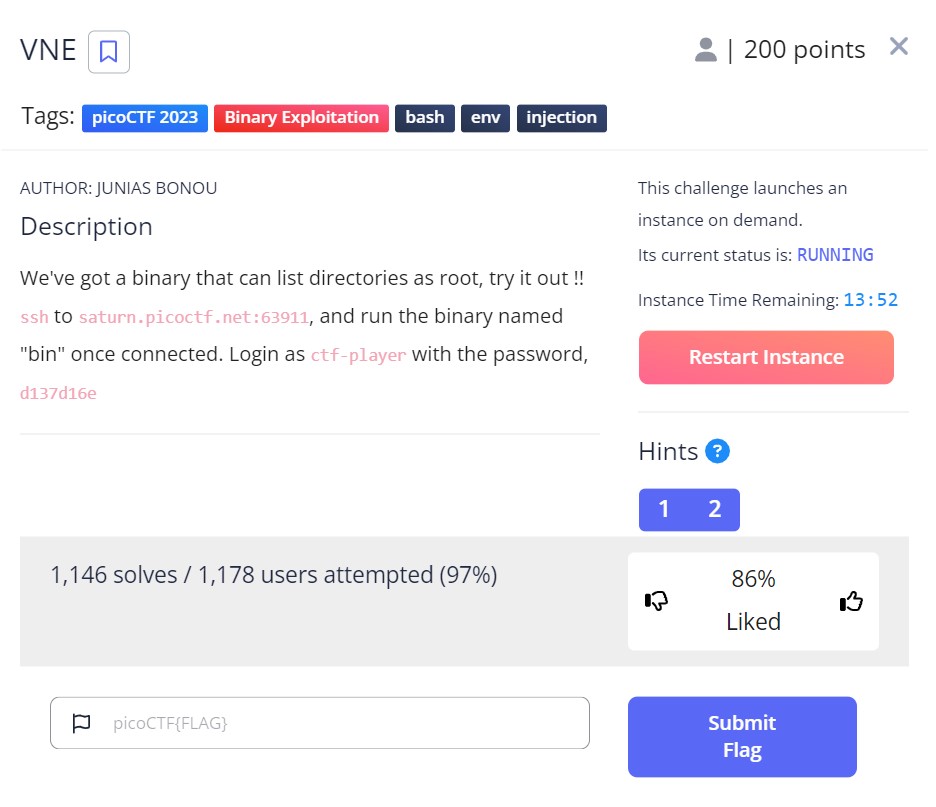 VNE
| 200 points
Tags: picoCTF 2023 Binary Exploitation bash env injection
AUTHOR: JUNIAS BONOU
Description
We've got a binary that can list directories as root, try it out !!
ssh to saturn.picoctf.net:63911, and run the binary named
"bin" once connected. Login as ctf-player with the password,
d137d16e
This challenge launches an
instance on demand.
Its current status is: RUNNING
Instance Time Remaining: 13:52
Restart Instance
Hints ?
1 2
1,146 solves / 1,178 users attempted (97%)
86%
Liked
picoCTF{FLAG}
Submit
Flag